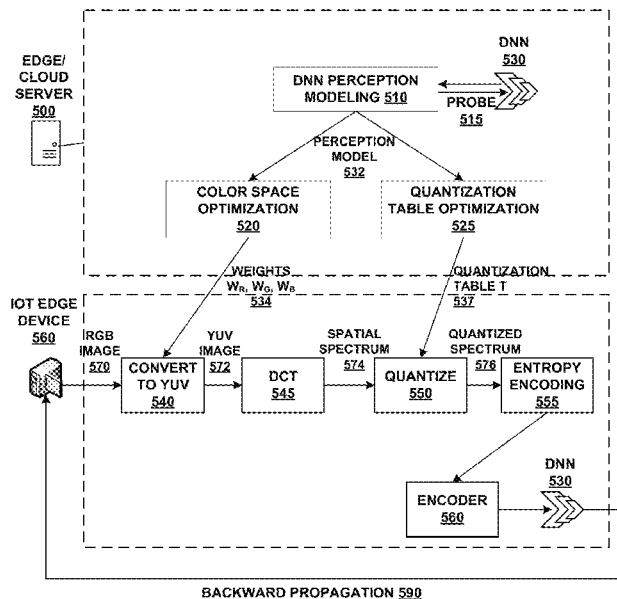 EDGE/
CLOUD
SERVER
500
DNN
530
DNN PERCEPTION
MODELING 510
PROBE
515
PERCEPTION
MODEL
532
COLOR SPACE
OPTIMIZATION
520
QUANTIZATION
TABLE OPTIMIZATION
525
WEIGHTS
WR, WG, WB
534
QUANTIZATION
TABLE T
537
IOT EDGE
DEVICE
560
RGB
IMAGE
570
CONVERT
TO YUV
540
YUV
IMAGE
572
DCT
545
SPATIAL
SPECTRUM
574
QUANTIZE
550
QUANTIZED
SPECTRUM
576
ENTROPY
ENCODING
555
ENCODER
560
DNN
530
BACKWARD PROPAGATION 590